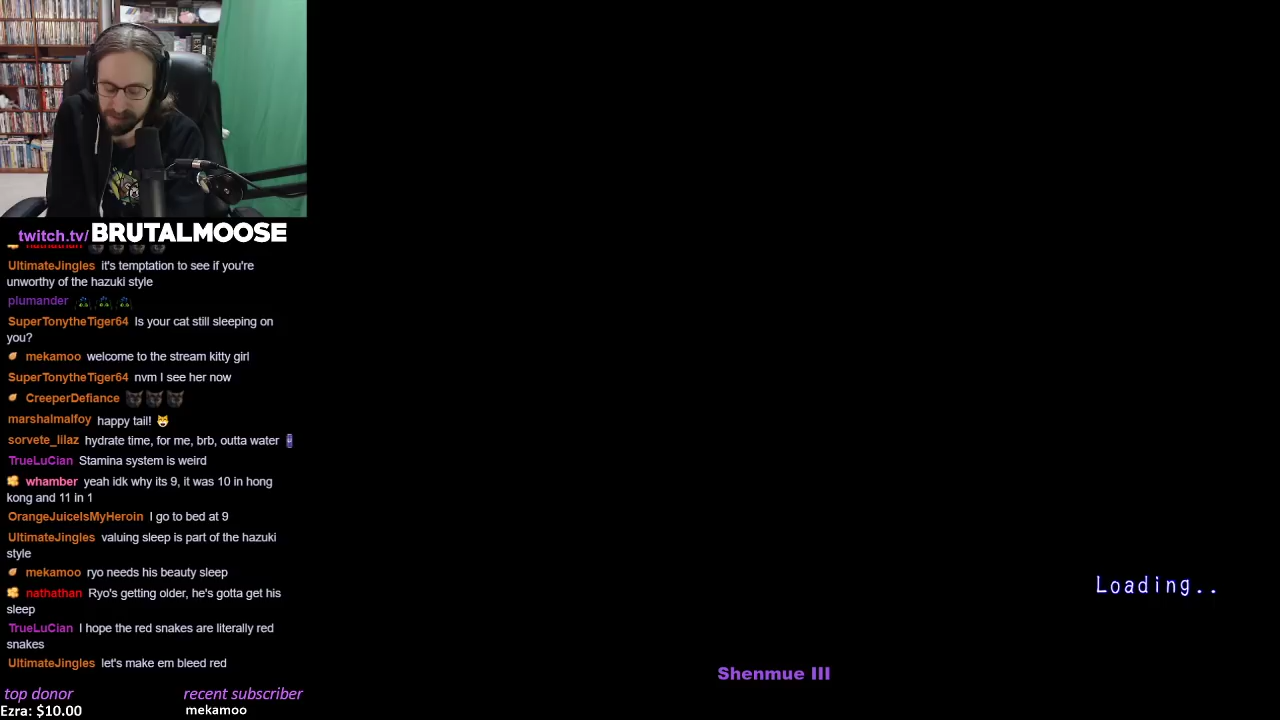 twitch.tv/BRUTALMOOSE
nathathan
UltimateJingles it's temptation to see if you're
unworthy of the hazuki style
plumander
SuperTonytheTiger64 Is your cat still sleeping on
you?
mekamoo welcome to the stream kitty girl
SuperTonytheTiger64 nvm I see her now
CreeperDefiance
marshalmalfoy happy tail!
sorvete_lilaz hydrate time, for me, brb, outta water
TrueLuCian Stamina system is weird
whamber yeah idk why its 9, it was 10 in hong
kong and 11 in 1
OrangeJuiceIsMyHeroin I go to bed at 9
UltimateJingles valuing sleep is part of the hazuki
style
mekamoo ryo needs his beauty sleep
nathathan Ryo's getting older, he's gotta get his
sleep
TrueLuCian I hope the red snakes are literally red
snakes
UltimateJingles let's make em bleed red
top donor
Ezra: $10.00
recent subscriber
mekamoo
Loading..
Shenmue III